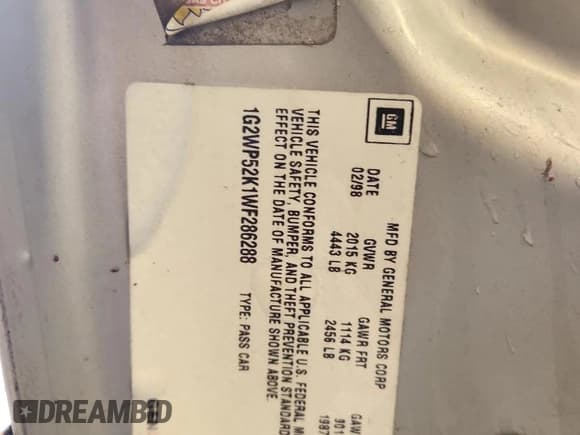 GM
MFD BY GENERAL MOTORS CORP
DATE GVWR GAWR FRT
02/98 2015 KG 1114 KG 901
4443 LB 2456 LB 1987
THIS VEHICLE CONFORMS TO ALL APPLICABLE U.S. FEDERAL M
VEHICLE SAFETY, BUMPER, AND THEFT PREVENTION STANDARD
EFFECT ON THE DATE OF MANUFACTURE SHOWN ABOVE.
1G2WP52K1WF286288 TYPE: PASS CAR
DREAMBID